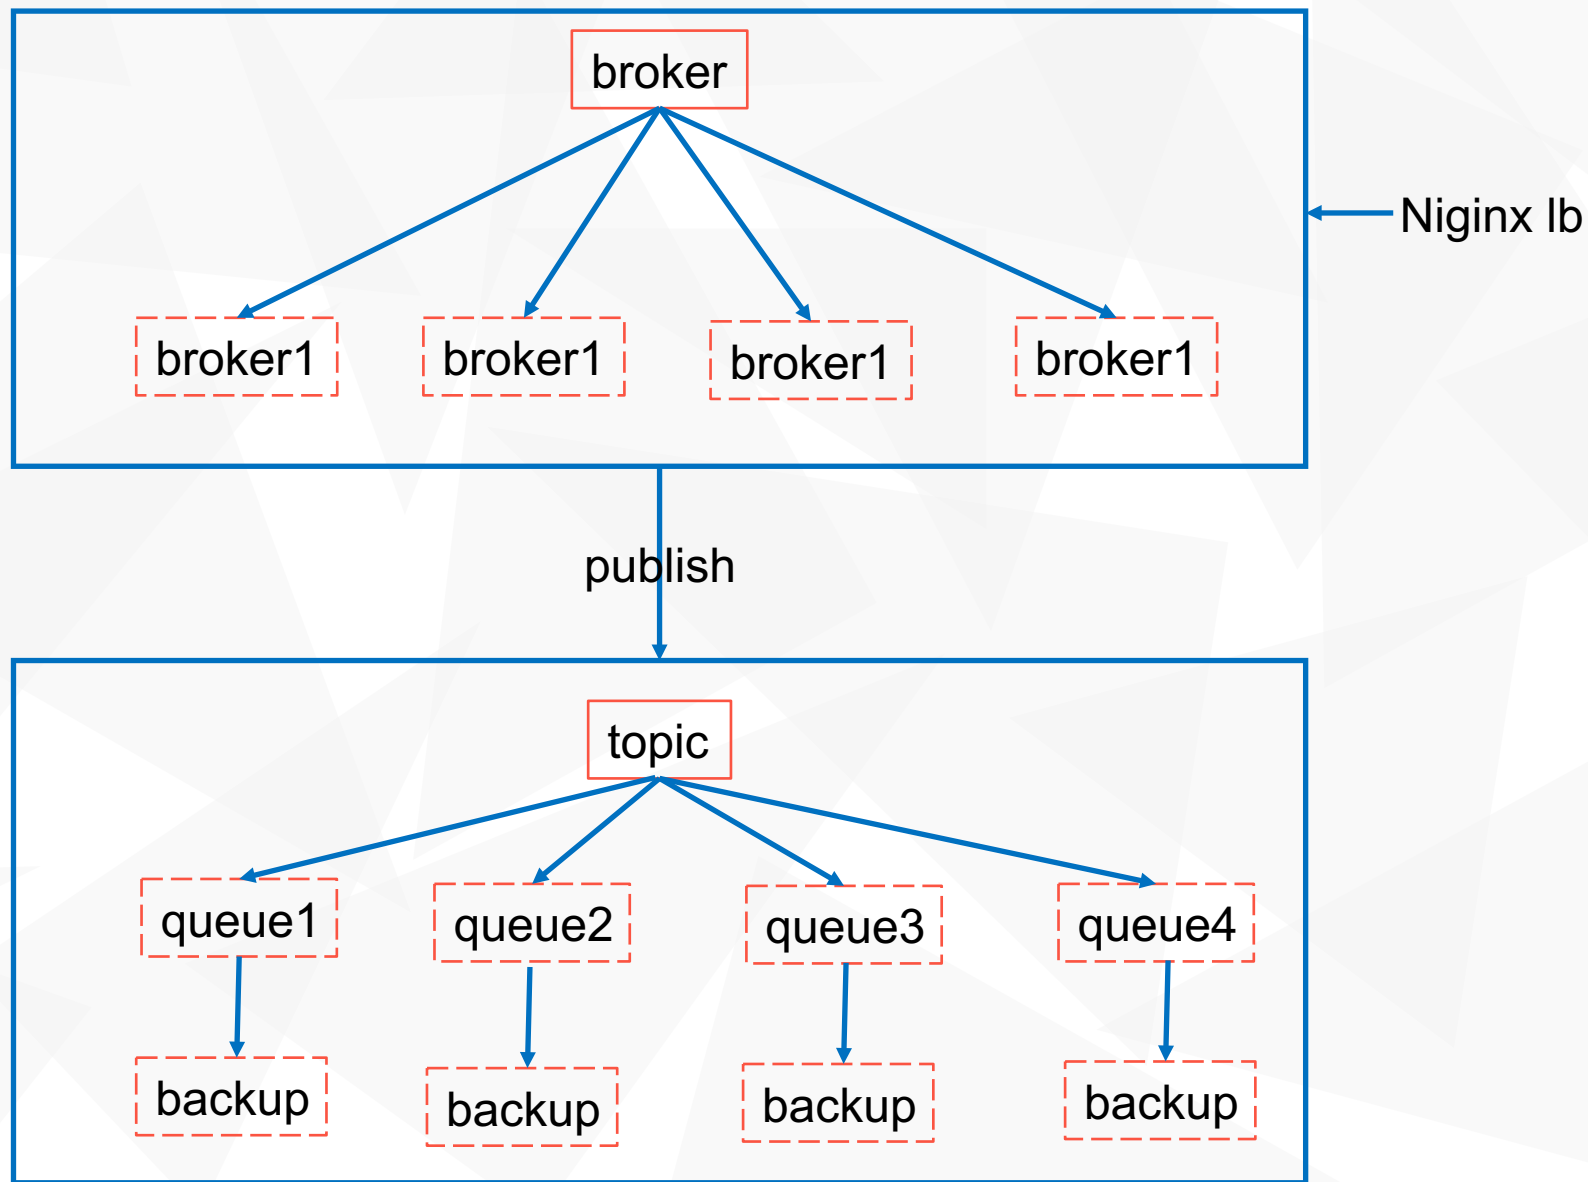 broker
Niginx lb
broker1
broker1
broker1
broker1
publish
topic
queue1
queue2
queue3
queue4
backup
backup
backup
backup